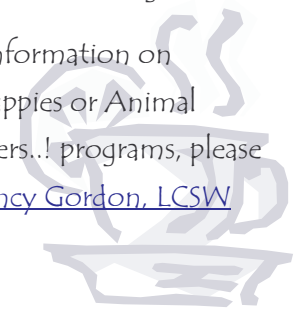 nformation on
ppies or Animal
ers..! programs, please
ncy Gordon, LCSW